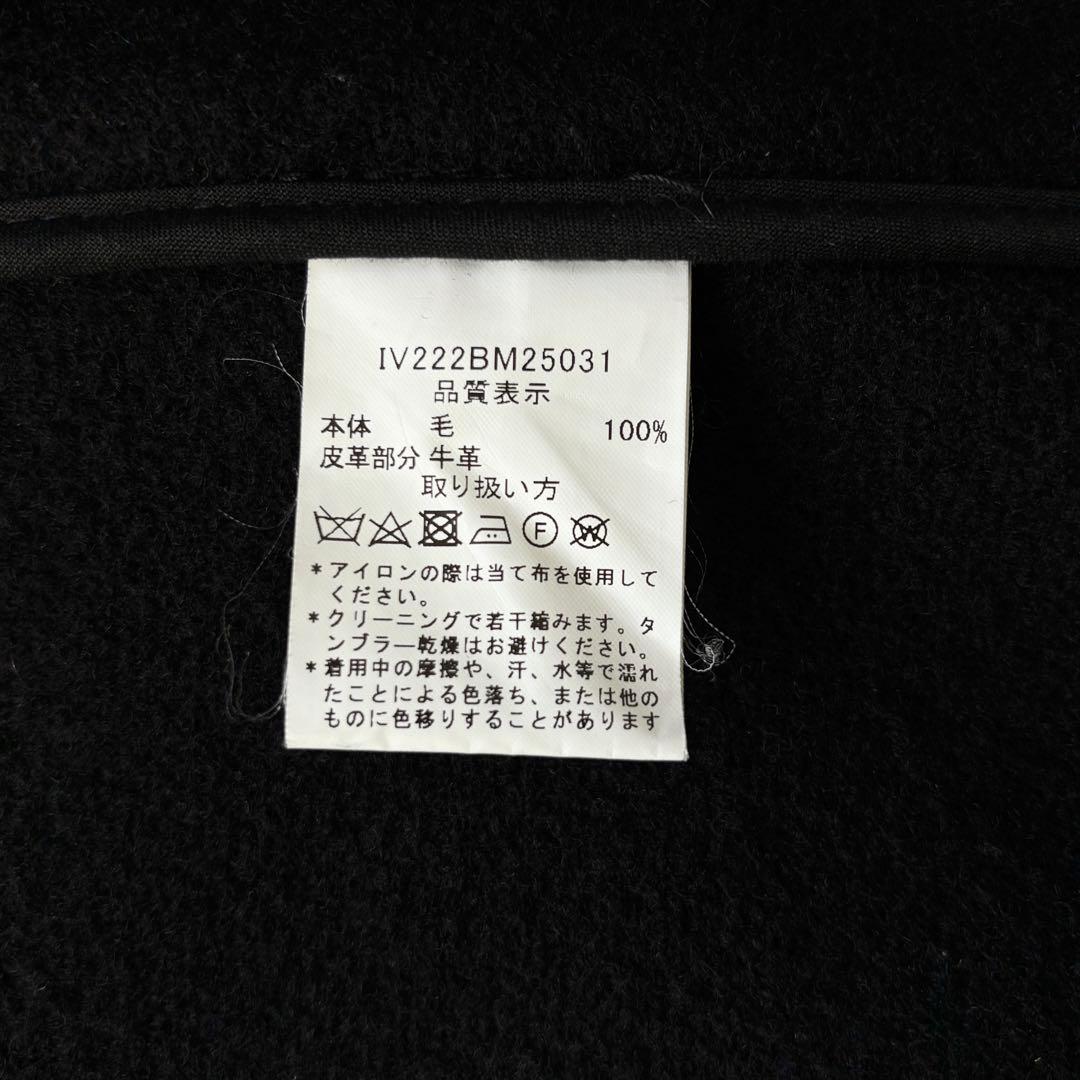 IV222BM25031
品質表示
本体 毛 100%
皮革部分 牛革
取り扱い方
F W
*アイロンの際は当て布を使用して
ください。
*クリーニングで若干縮みます。タ
ンブラー乾燥はお避けください。
*着用中の摩擦や、汗、水等で濡れ
たことによる色落ち、または他の
ものに色移りすることがあります